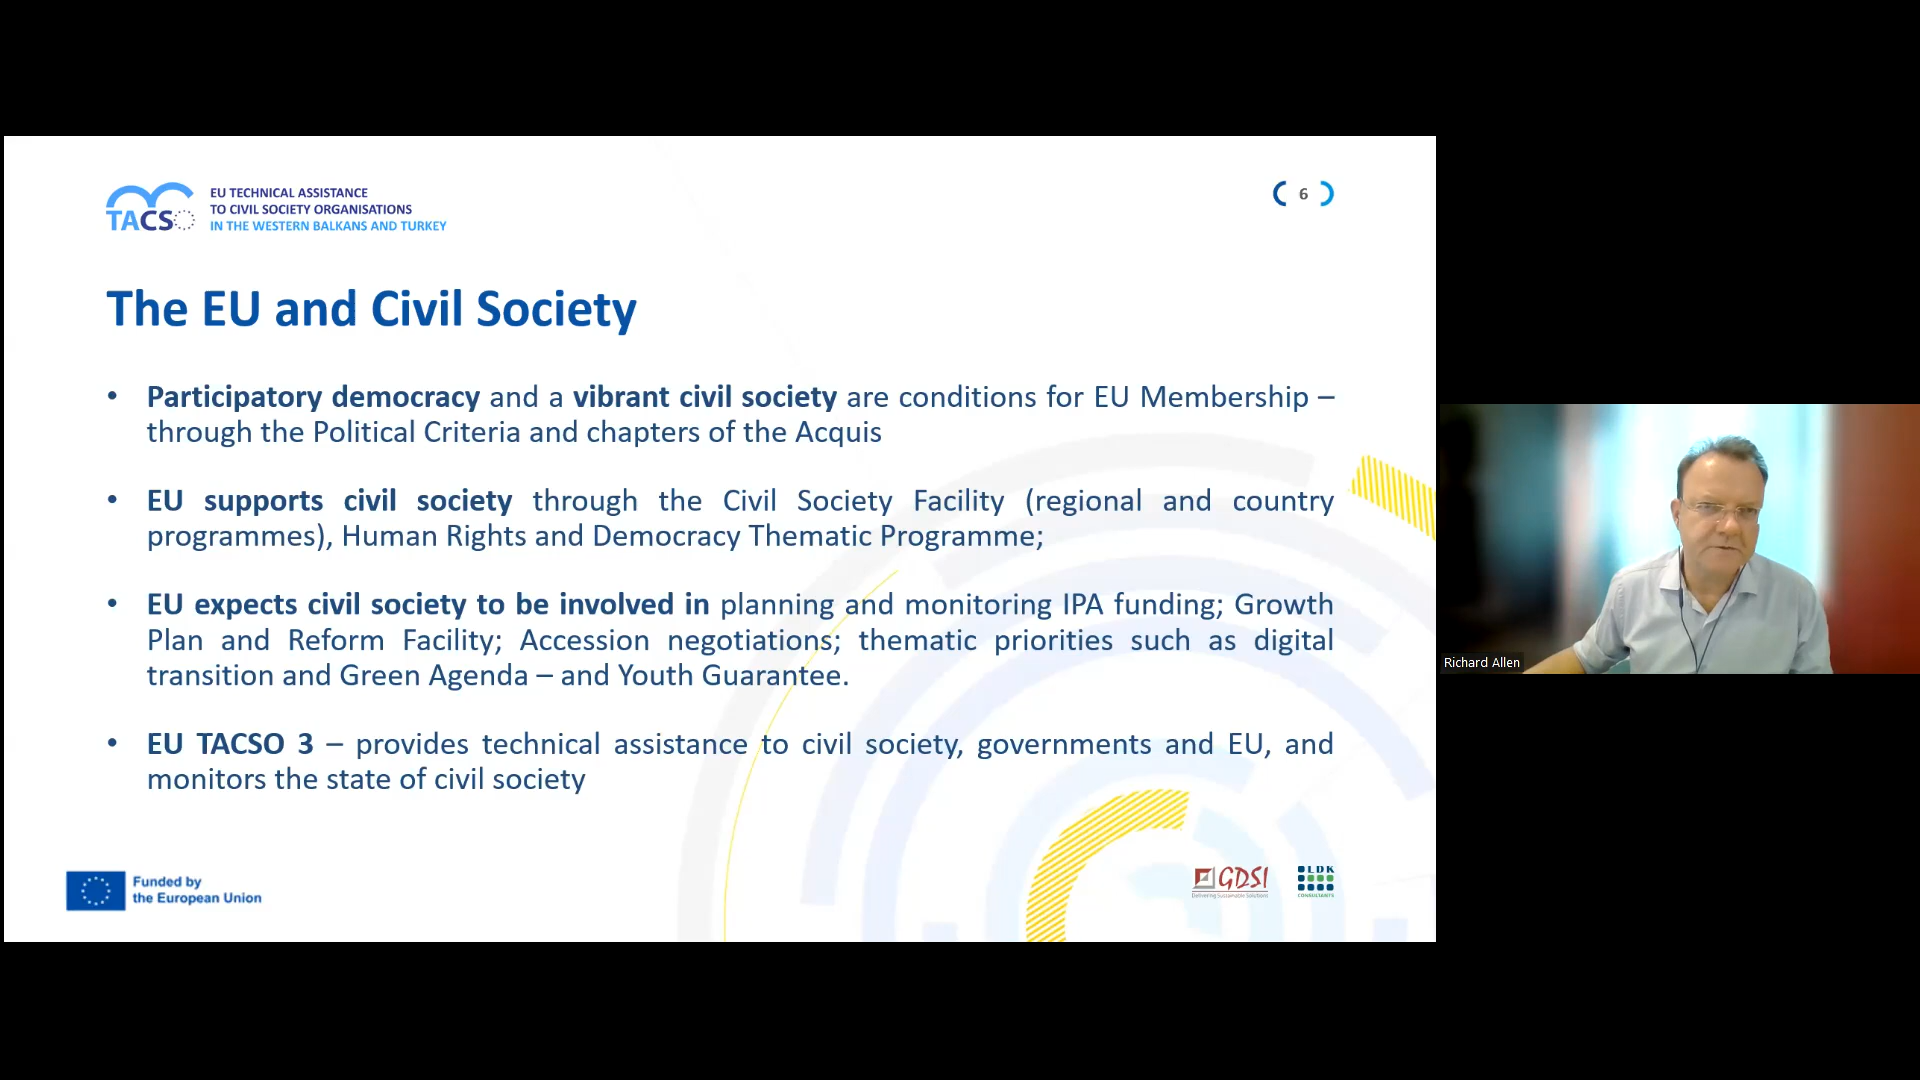 TACSO
EU TECHNICAL ASSISTANCE
TO CIVIL SOCIETY ORGANISATIONS
IN THE WESTERN BALKANS AND TURKEY
6
The EU and Civil Society
• Participatory democracy and a vibrant civil society are conditions for EU Membership –
through the Political Criteria and chapters of the Acquis
• EU supports civil society through the Civil Society Facility (regional and country
programmes), Human Rights and Democracy Thematic Programme;
• EU expects civil society to be involved in planning and monitoring IPA funding; Growth
Plan and Reform Facility; Accession negotiations; thematic priorities such as digital
transition and Green Agenda – and Youth Guarantee.
• EU TACSO 3 – provides technical assistance to civil society, governments and EU, and
monitors the state of civil society
Funded by
the European Union
GDSI
Delivering Sustainable Solutions
LDK
CONSULTANTS
Richard Allen